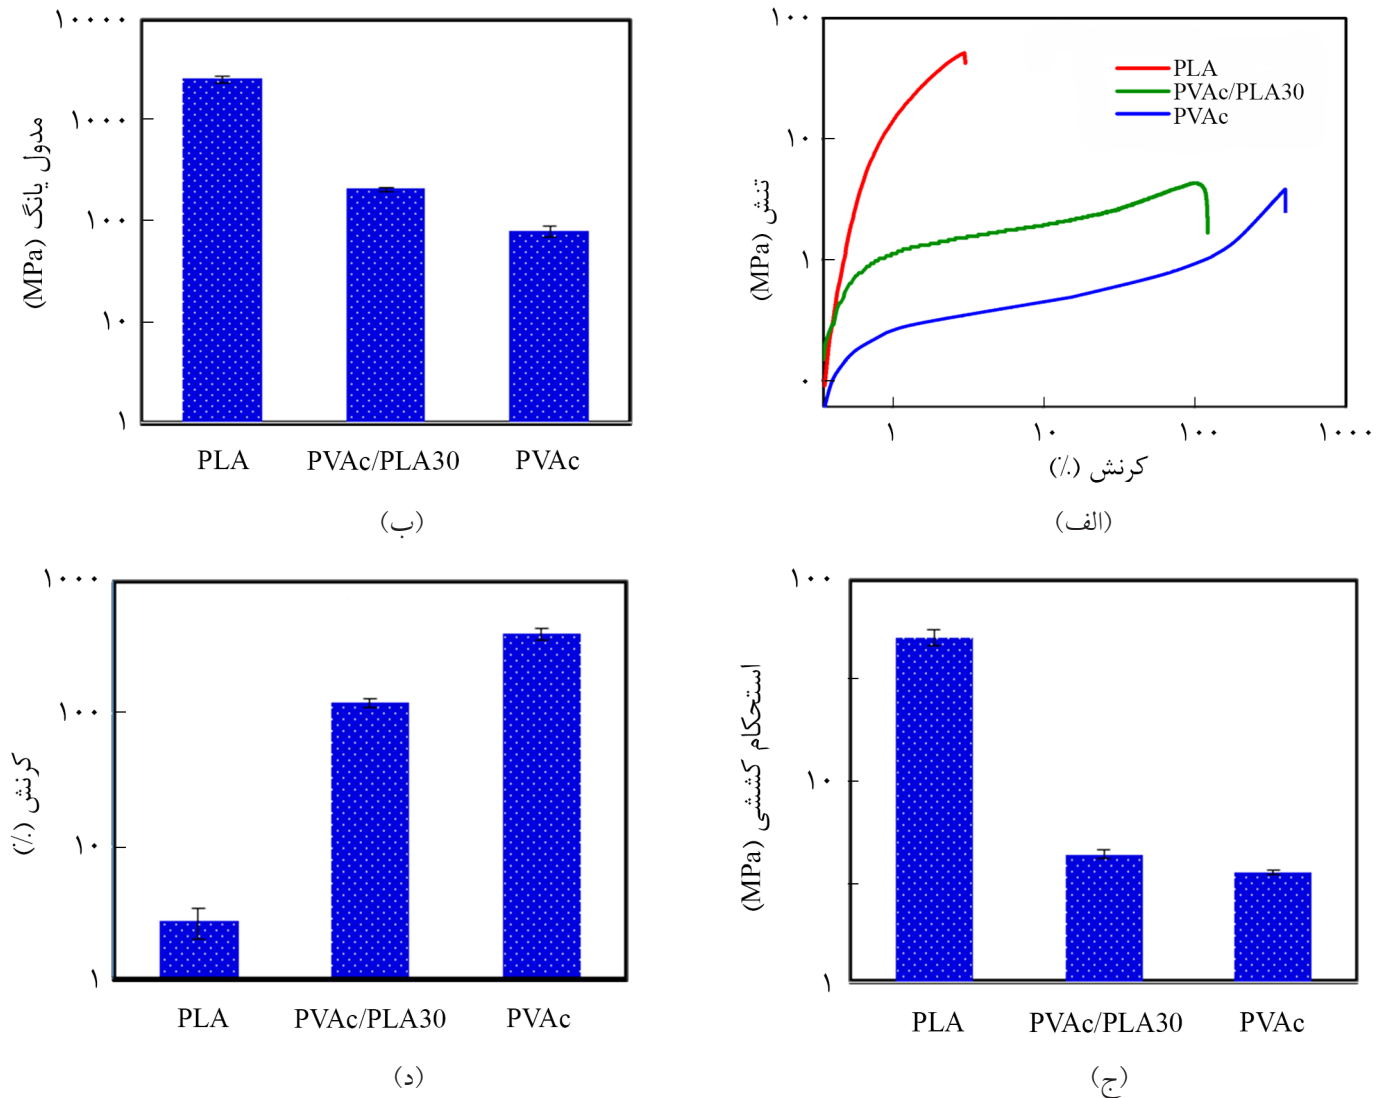 ۱۰۰۰۰
۱۰۰۰
۱۰۰
۱۰
۱
مدول یانگ (MPa)
PLA
PVAc/PLA30
PVAc
(ب)
۱۰۰
۱۰
۱
۰
تنش (MPa)
PLA
PVAc/PLA30
PVAc
۱
۱۰
۱۰۰
۱۰۰۰
کرنش (٪)
(الف)
۱۰۰۰
۱۰۰
۱۰
۱
کرنش (٪)
PLA
PVAc/PLA30
PVAc
(د)
۱۰۰
۱۰
۱
استحکام کششی (MPa)
PLA
PVAc/PLA30
PVAc
(ج)